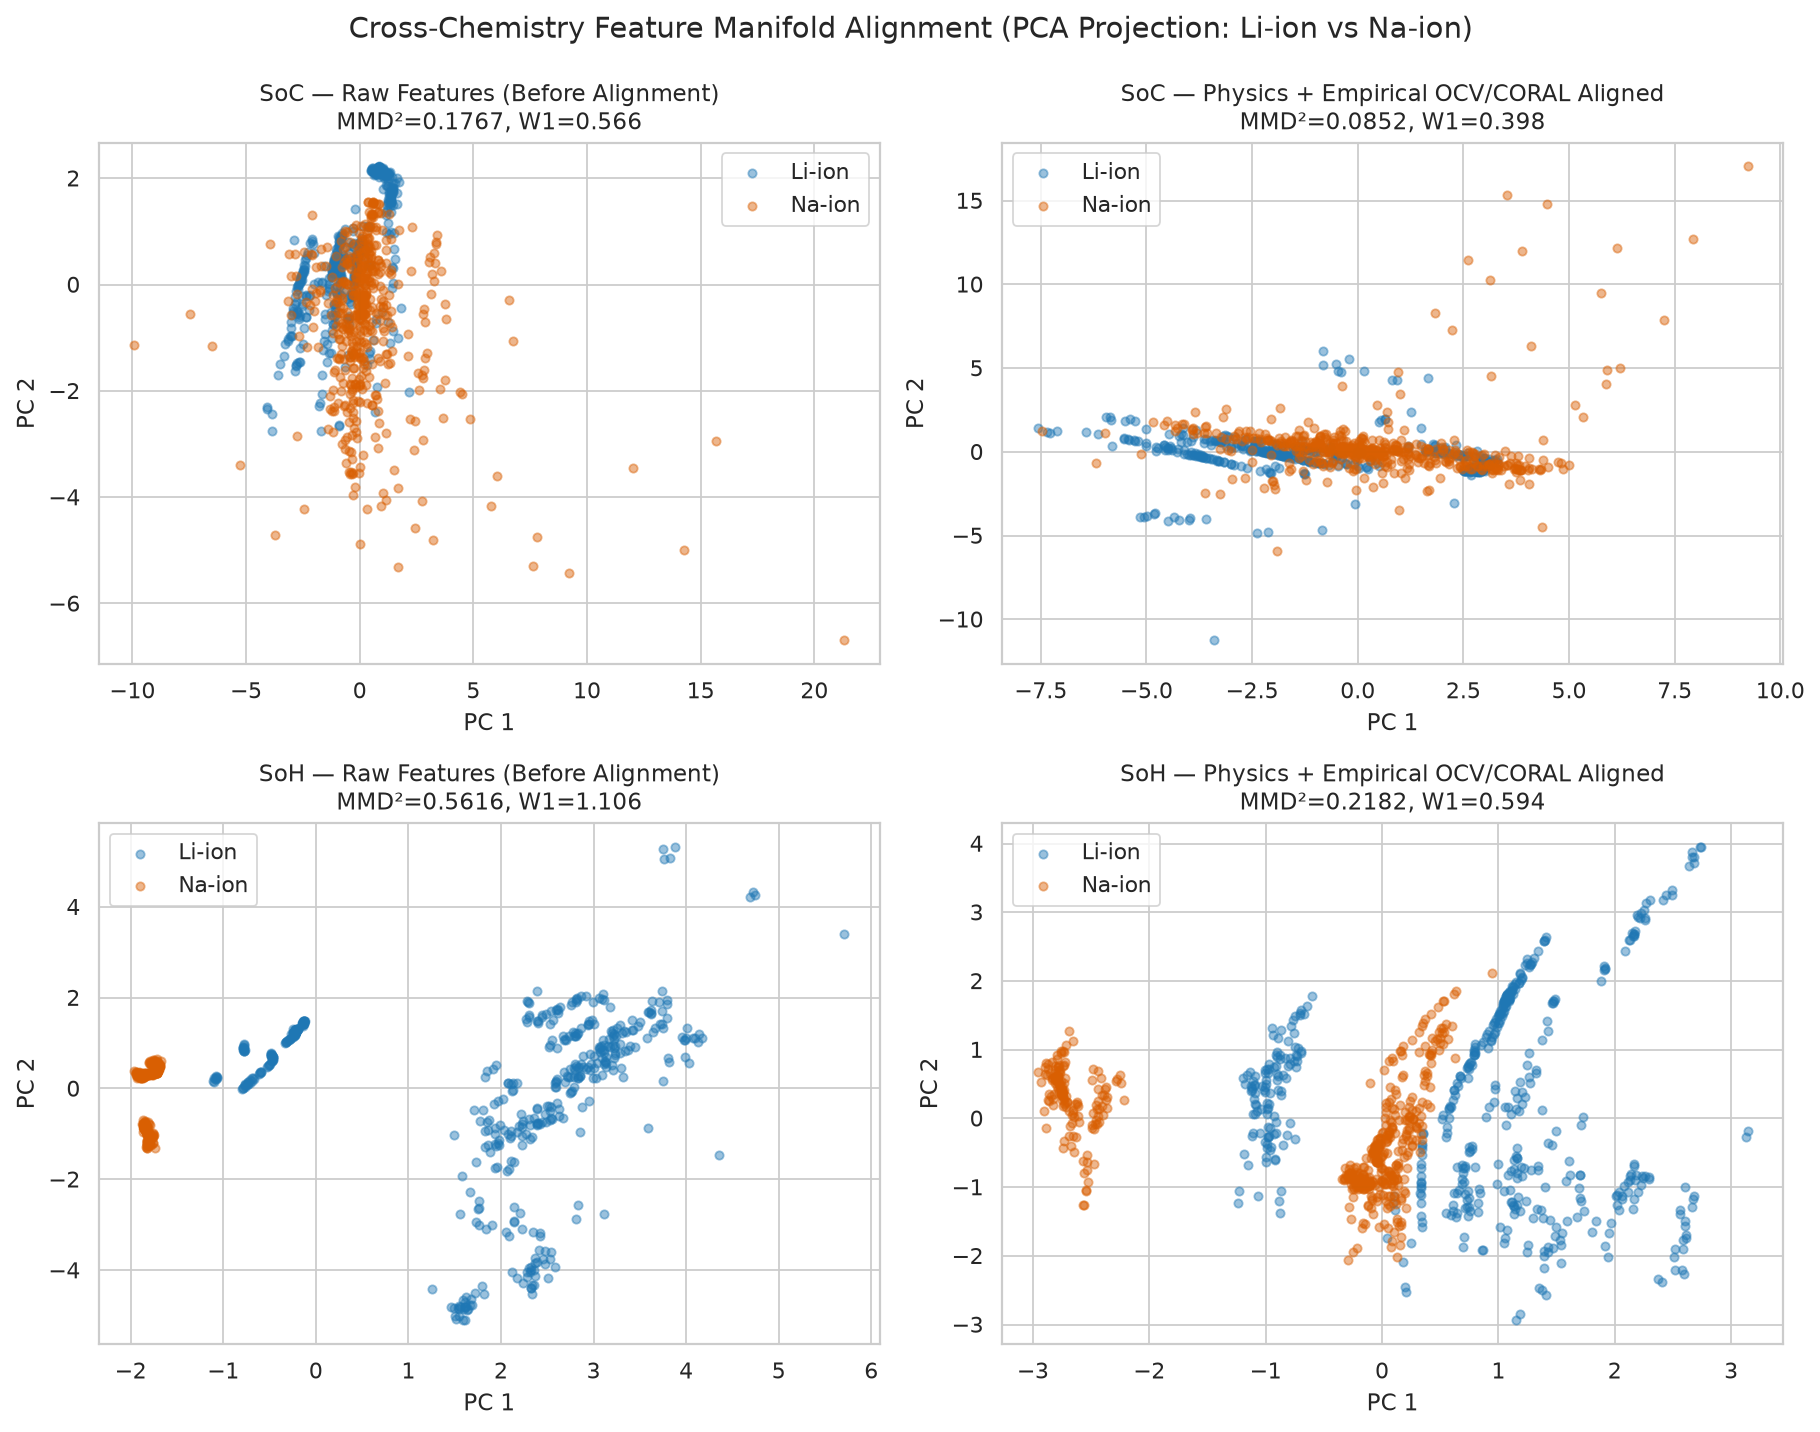 Cross-Chemistry Feature Manifold Alignment (PCA Projection: Li-ion vs Na-ion)
SoC — Raw Features (Before Alignment)
MMD²=0.1767, W1=0.566
Li-ion
Na-ion
2
0
−2
−4
−6
PC 2
−10
−5
0
5
10
15
20
PC 1
SoC — Physics + Empirical OCV/CORAL Aligned
MMD²=0.0852, W1=0.398
Li-ion
Na-ion
15
10
5
0
−5
−10
PC 2
−7.5
−5.0
−2.5
0.0
2.5
5.0
7.5
10.0
PC 1
SoH — Raw Features (Before Alignment)
MMD²=0.5616, W1=1.106
Li-ion
Na-ion
4
2
0
−2
−4
PC 2
−2
−1
0
1
2
3
4
5
6
PC 1
SoH — Physics + Empirical OCV/CORAL Aligned
MMD²=0.2182, W1=0.594
Li-ion
Na-ion
4
3
2
1
0
−1
−2
−3
PC 2
−3
−2
−1
0
1
2
3
PC 1